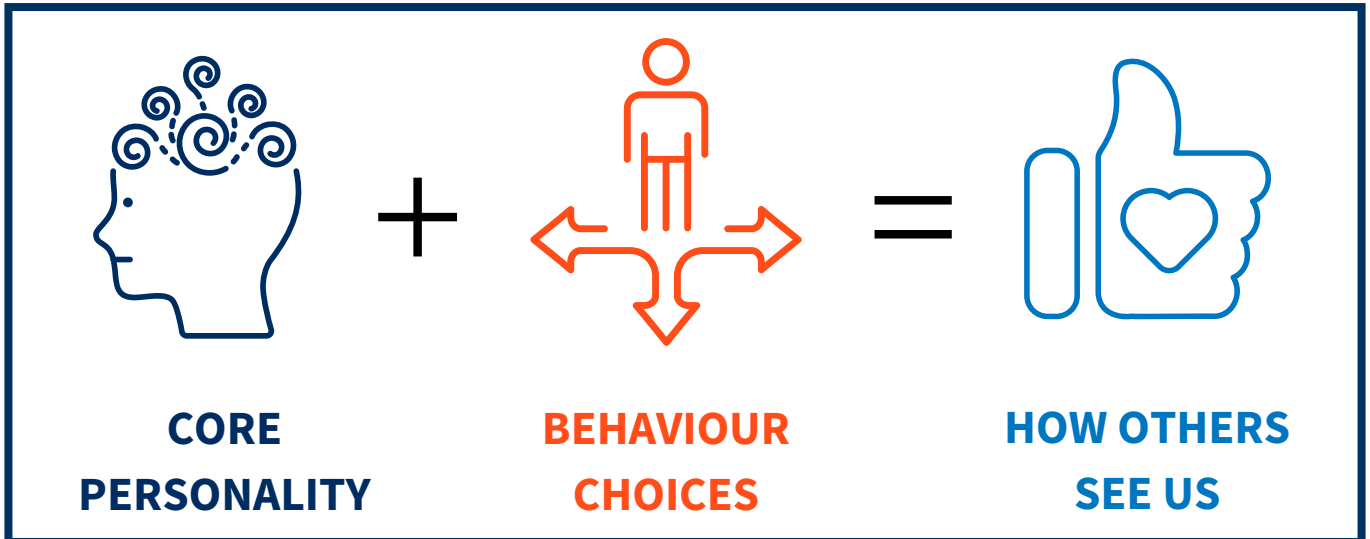 +
=
CORE
PERSONALITY
BEHAVIOUR
CHOICES
HOW OTHERS
SEE US